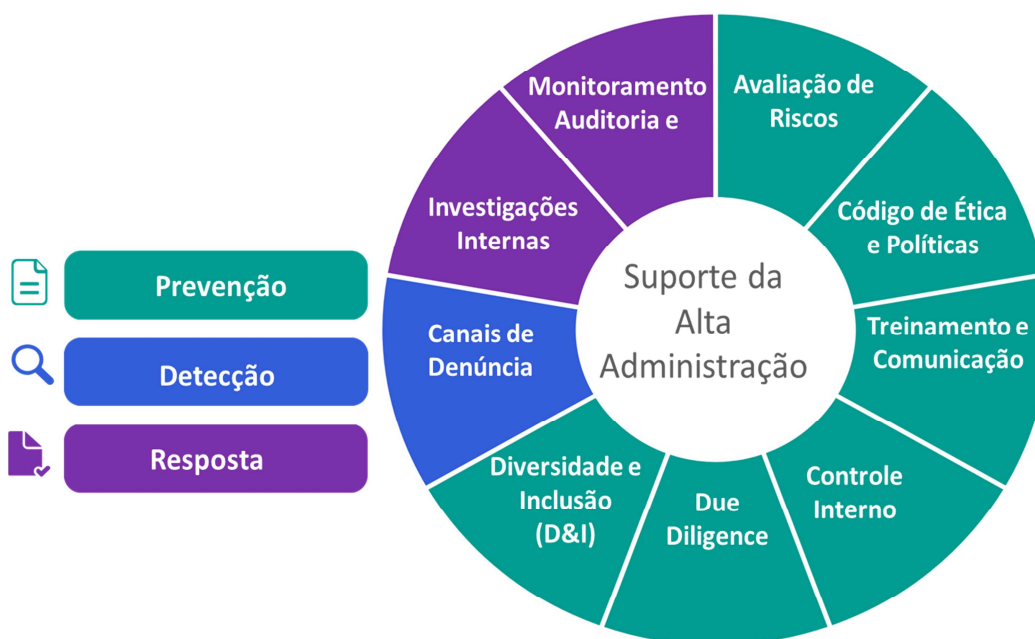 Prevenção
Detecção
Resposta
Monitoramento
Auditoria e
Avaliação de
Riscos
Código de Ética
e Políticas
Treinamento e
Comunicação
Controle
Interno
Due
Diligence
Diversidade e
Inclusão
(D&I)
Canais de
Denúncia
Investigações
Internas
Suporte da
Alta
Administração